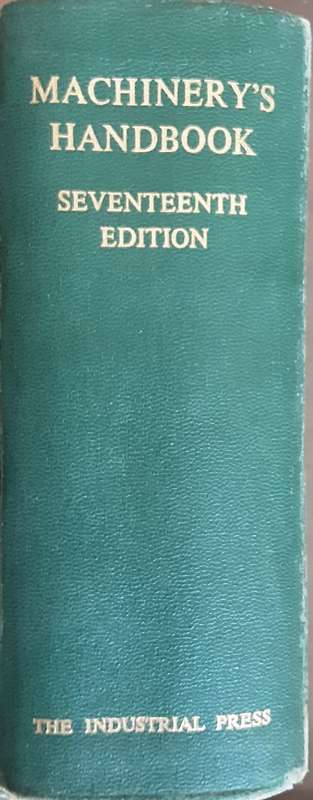 MACHINERY'S
HANDBOOK
SEVENTEENTH
EDITION
THE INDUSTRIAL PRESS